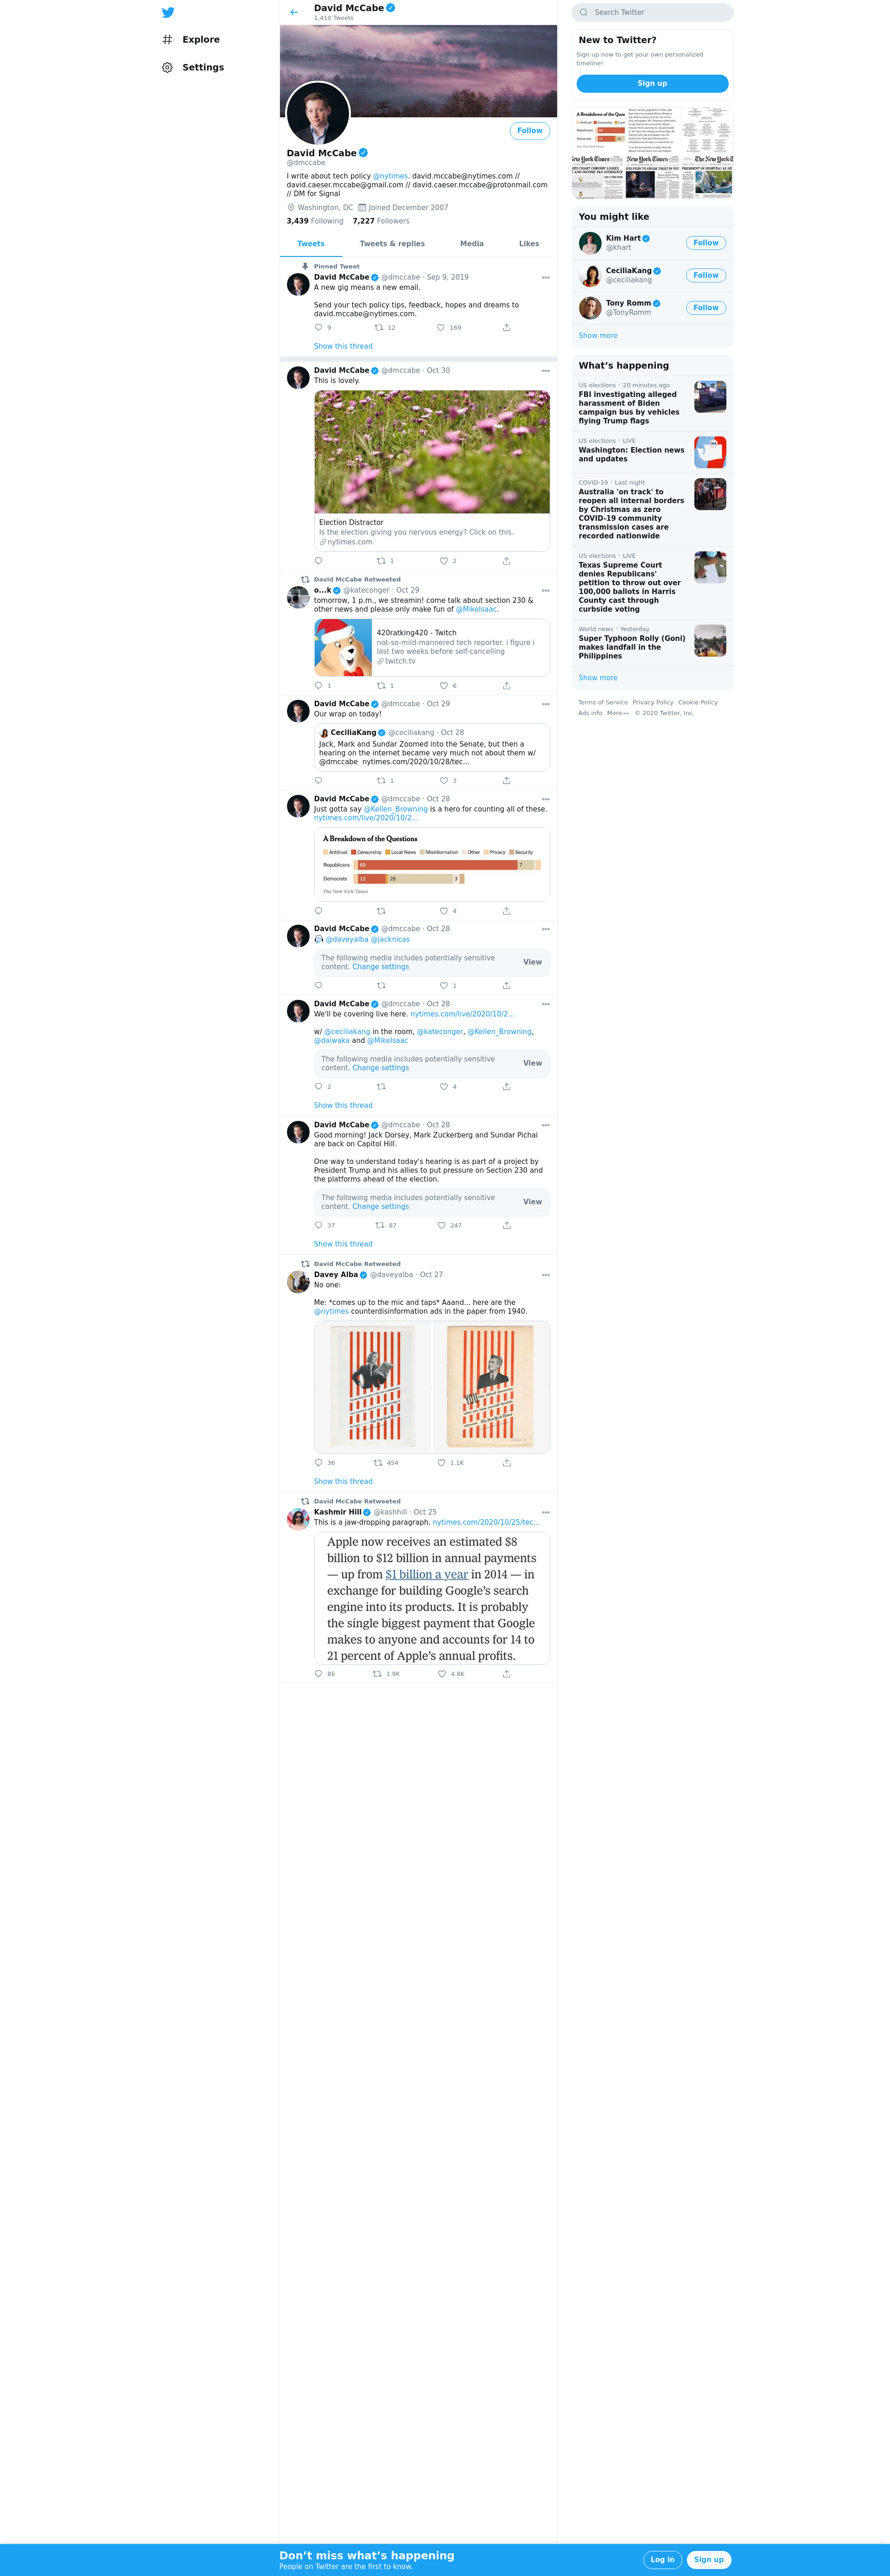 Explore
Settings
David McCabe
1,410 Tweets
Follow
David McCabe
@dmccabe
I write about tech policy @nytimes. david.mccabe@nytimes.com //
david.caeser.mccabe@gmail.com // david.caeser.mccabe@protonmail.com
// DM for Signal
Washington, DC Joined December 2007
3,439 Following 7,227 Followers
Tweets Tweets & replies Media Likes
Pinned Tweet
David McCabe @dmccabe · Sep 9, 2019
A new gig means a new email.
Send your tech policy tips, feedback, hopes and dreams to
david.mccabe@nytimes.com.
9 12 169
Show this thread
David McCabe @dmccabe · Oct 30
This is lovely.
Election Distractor
Is the election giving you nervous energy? Click on this.
nytimes.com
1 2
David McCabe Retweeted
o...k @kateconger · Oct 29
tomorrow, 1 p.m., we streamin! come talk about section 230 &
other news and please only make fun of @MikeIsaac.
420ratking420 - Twitch
not-so-mild-mannered tech reporter. i figure i
last two weeks before self-cancelling
twitch.tv
1 1 6
David McCabe @dmccabe · Oct 29
Our wrap on today!
CeciliaKang @ceciliakang · Oct 28
Jack, Mark and Sundar Zoomed into the Senate, but then a
hearing on the internet became very much not about them w/
@dmccabe nytimes.com/2020/10/28/tec…
1 3
David McCabe @dmccabe · Oct 28
Just gotta say @Kellen_Browning is a hero for counting all of these.
nytimes.com/live/2020/10/2…
A Breakdown of the Questions
Antitrust Censorship Local News Misinformation Other Privacy Security
Republicans 69 7
Democrats 12 28 3
The New York Times
4
David McCabe @dmccabe · Oct 28
@daveyalba @jacknicas
The following media includes potentially sensitive
content. Change settings
View
1
David McCabe @dmccabe · Oct 28
We'll be covering live here. nytimes.com/live/2020/10/2…
w/ @ceciliakang in the room, @kateconger, @Kellen_Browning,
@daiwaka and @MikeIsaac
The following media includes potentially sensitive
content. Change settings
View
2 4
Show this thread
David McCabe @dmccabe · Oct 28
Good morning! Jack Dorsey, Mark Zuckerberg and Sundar Pichai
are back on Capitol Hill.
One way to understand today's hearing is as part of a project by
President Trump and his allies to put pressure on Section 230 and
the platforms ahead of the election.
The following media includes potentially sensitive
content. Change settings
View
37 87 247
Show this thread
David McCabe Retweeted
Davey Alba @daveyalba · Oct 27
No one:
Me: *comes up to the mic and taps* Aaand... here are the
@nytimes counterdisinformation ads in the paper from 1940.
The New York Times
YOU
The New York Times
36 454 1.1K
Show this thread
David McCabe Retweeted
Kashmir Hill @kashhill · Oct 25
This is a jaw-dropping paragraph. nytimes.com/2020/10/25/tec…
Apple now receives an estimated $8
billion to $12 billion in annual payments
— up from $1 billion a year in 2014 — in
exchange for building Google's search
engine into its products. It is probably
the single biggest payment that Google
makes to anyone and accounts for 14 to
21 percent of Apple's annual profits.
85 1.9K 4.8K
Search Twitter
New to Twitter?
Sign up now to get your own personalized
timeline!
Sign up
You might like
Kim Hart
@khart
Follow
CeciliaKang
@ceciliakang
Follow
Tony Romm
@TonyRomm
Follow
Show more
What's happening
US elections · 20 minutes ago
FBI investigating alleged
harassment of Biden
campaign bus by vehicles
flying Trump flags
US elections · LIVE
Washington: Election news
and updates
COVID-19 · Last night
Australia 'on track' to
reopen all internal borders
by Christmas as zero
COVID-19 community
transmission cases are
recorded nationwide
US elections · LIVE
Texas Supreme Court
denies Republicans'
petition to throw out over
100,000 ballots in Harris
County cast through
curbside voting
World news · Yesterday
Super Typhoon Rolly (Goni)
makes landfall in the
Philippines
Show more
Terms of Service Privacy Policy Cookie Policy
Ads info More © 2020 Twitter, Inc.
Don't miss what's happening
People on Twitter are the first to know.
Log in Sign up